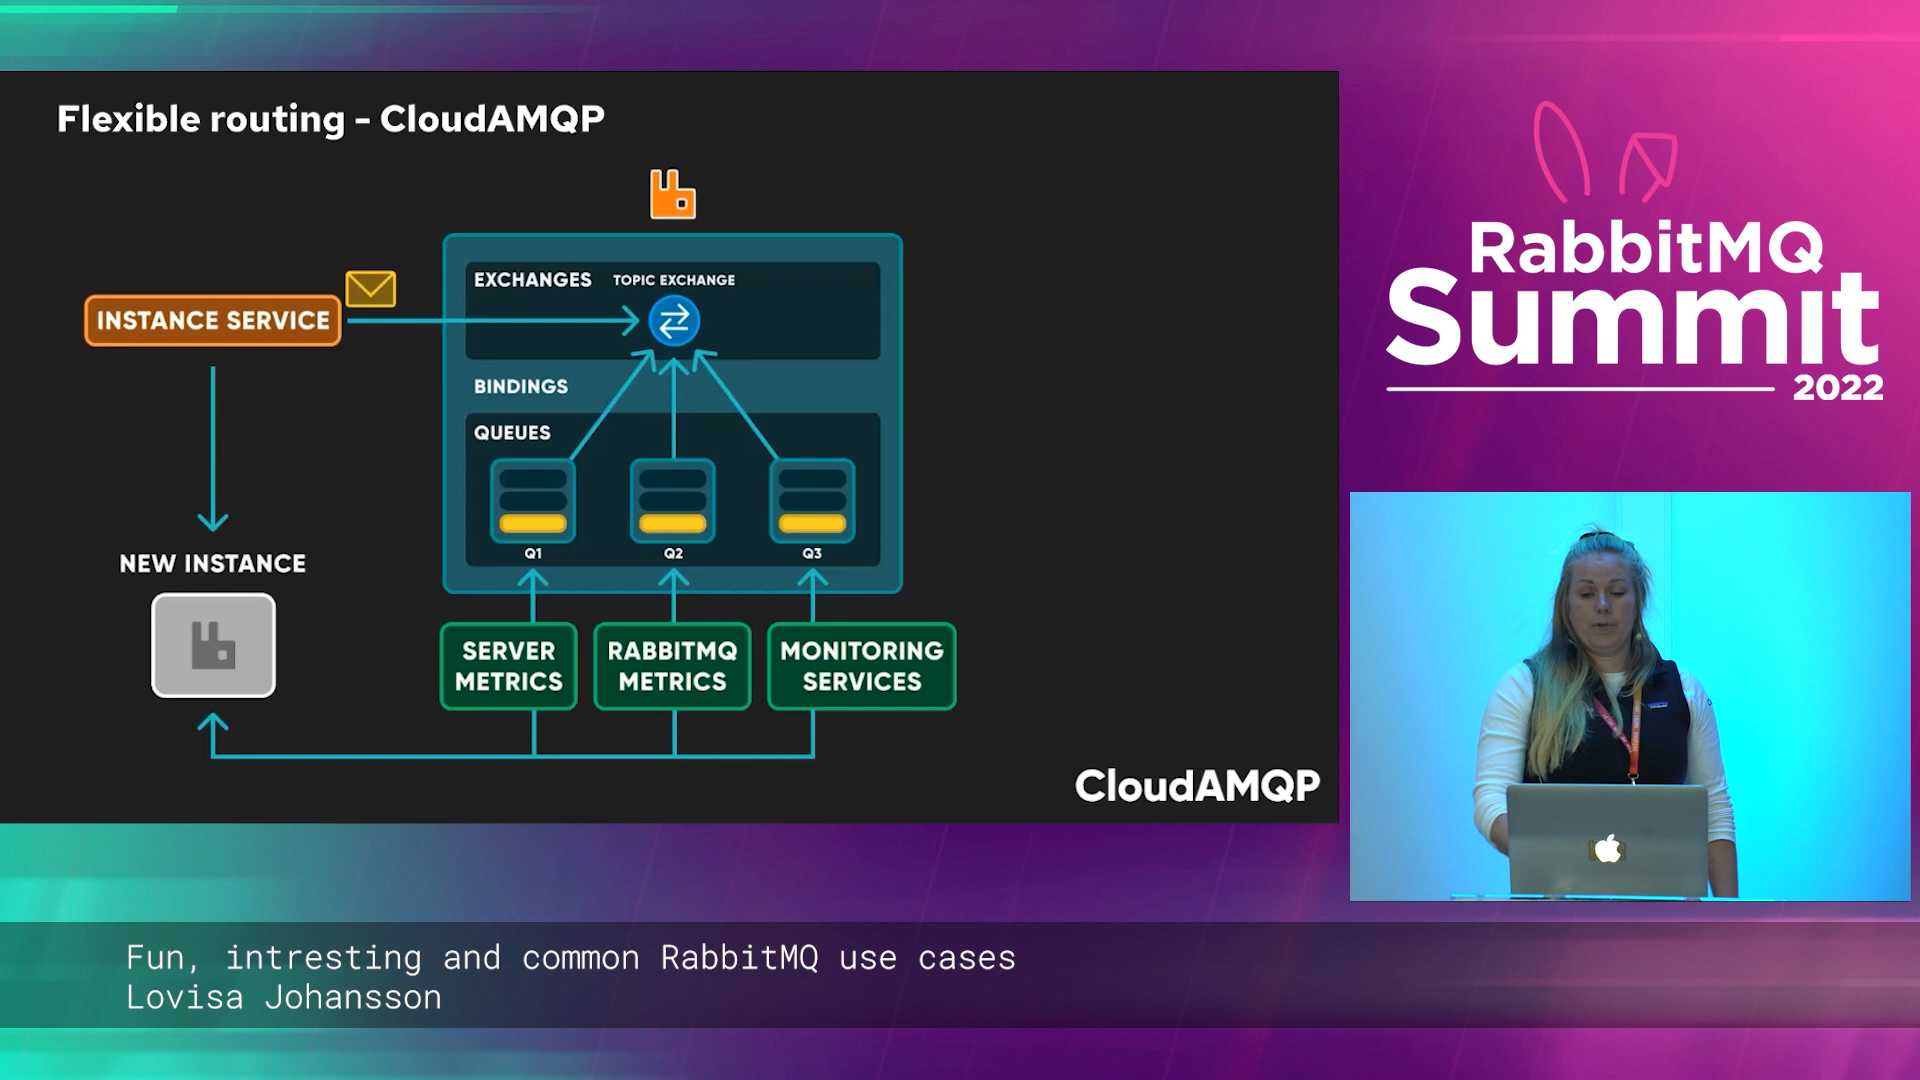 Flexible routing - CloudAMQP
EXCHANGES
TOPIC EXCHANGE
INSTANCE SERVICE
BINDINGS
QUEUES
Q1
Q2
Q3
NEW INSTANCE
SERVER
METRICS
RABBITMQ
METRICS
MONITORING
SERVICES
CloudAMQP
RabbitMQ
Summit
2022
Fun, intresting and common RabbitMQ use cases
Lovisa Johansson